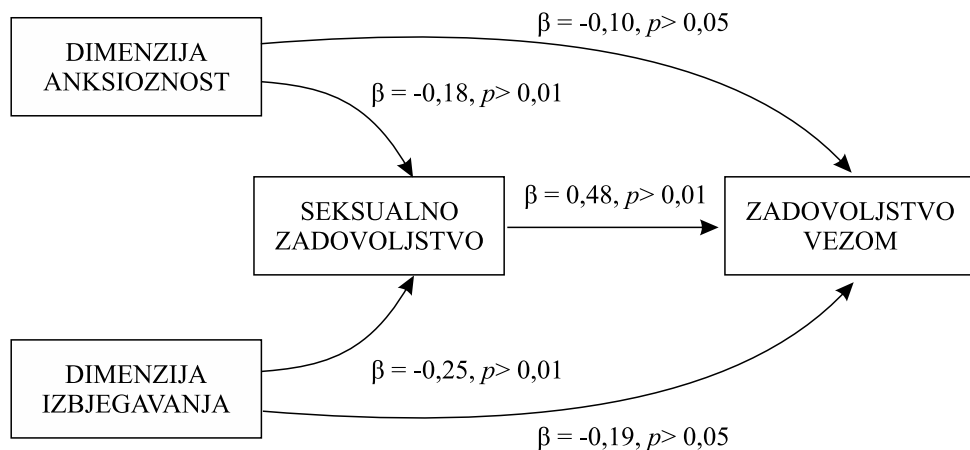 β = -0,10, p> 0,05
DIMENZIJA
ANKSIOZNOST
β = -0,18, p> 0,01
SEKSUALNO
ZADOVOLJSTVO
β = 0,48, p> 0,01
ZADOVOLJSTVO
VEZOM
DIMENZIJA
IZBJEGAVANJA
β = -0,25, p> 0,01
β = -0,19, p> 0,05